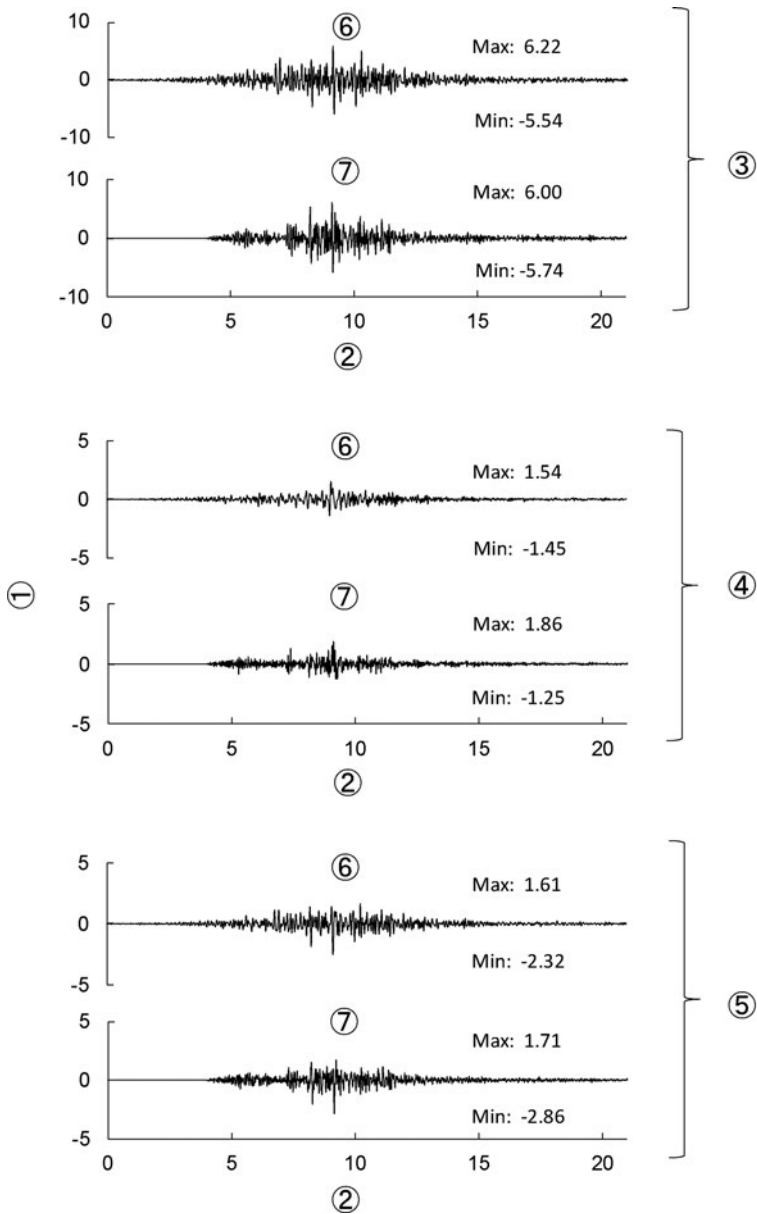 10
⑥
Max: 6.22
0
Min: -5.54
-10
③
10
⑦
Max: 6.00
0
Min: -5.74
-10
0 5 10 15 20
②
5
⑥
Max: 1.54
0
Min: -1.45
-5
①
④
5
⑦
Max: 1.86
0
Min: -1.25
-5
0 5 10 15 20
②
5
⑥
Max: 1.61
0
Min: -2.32
-5
⑤
5
⑦
Max: 1.71
0
Min: -2.86
-5
0 5 10 15 20
②